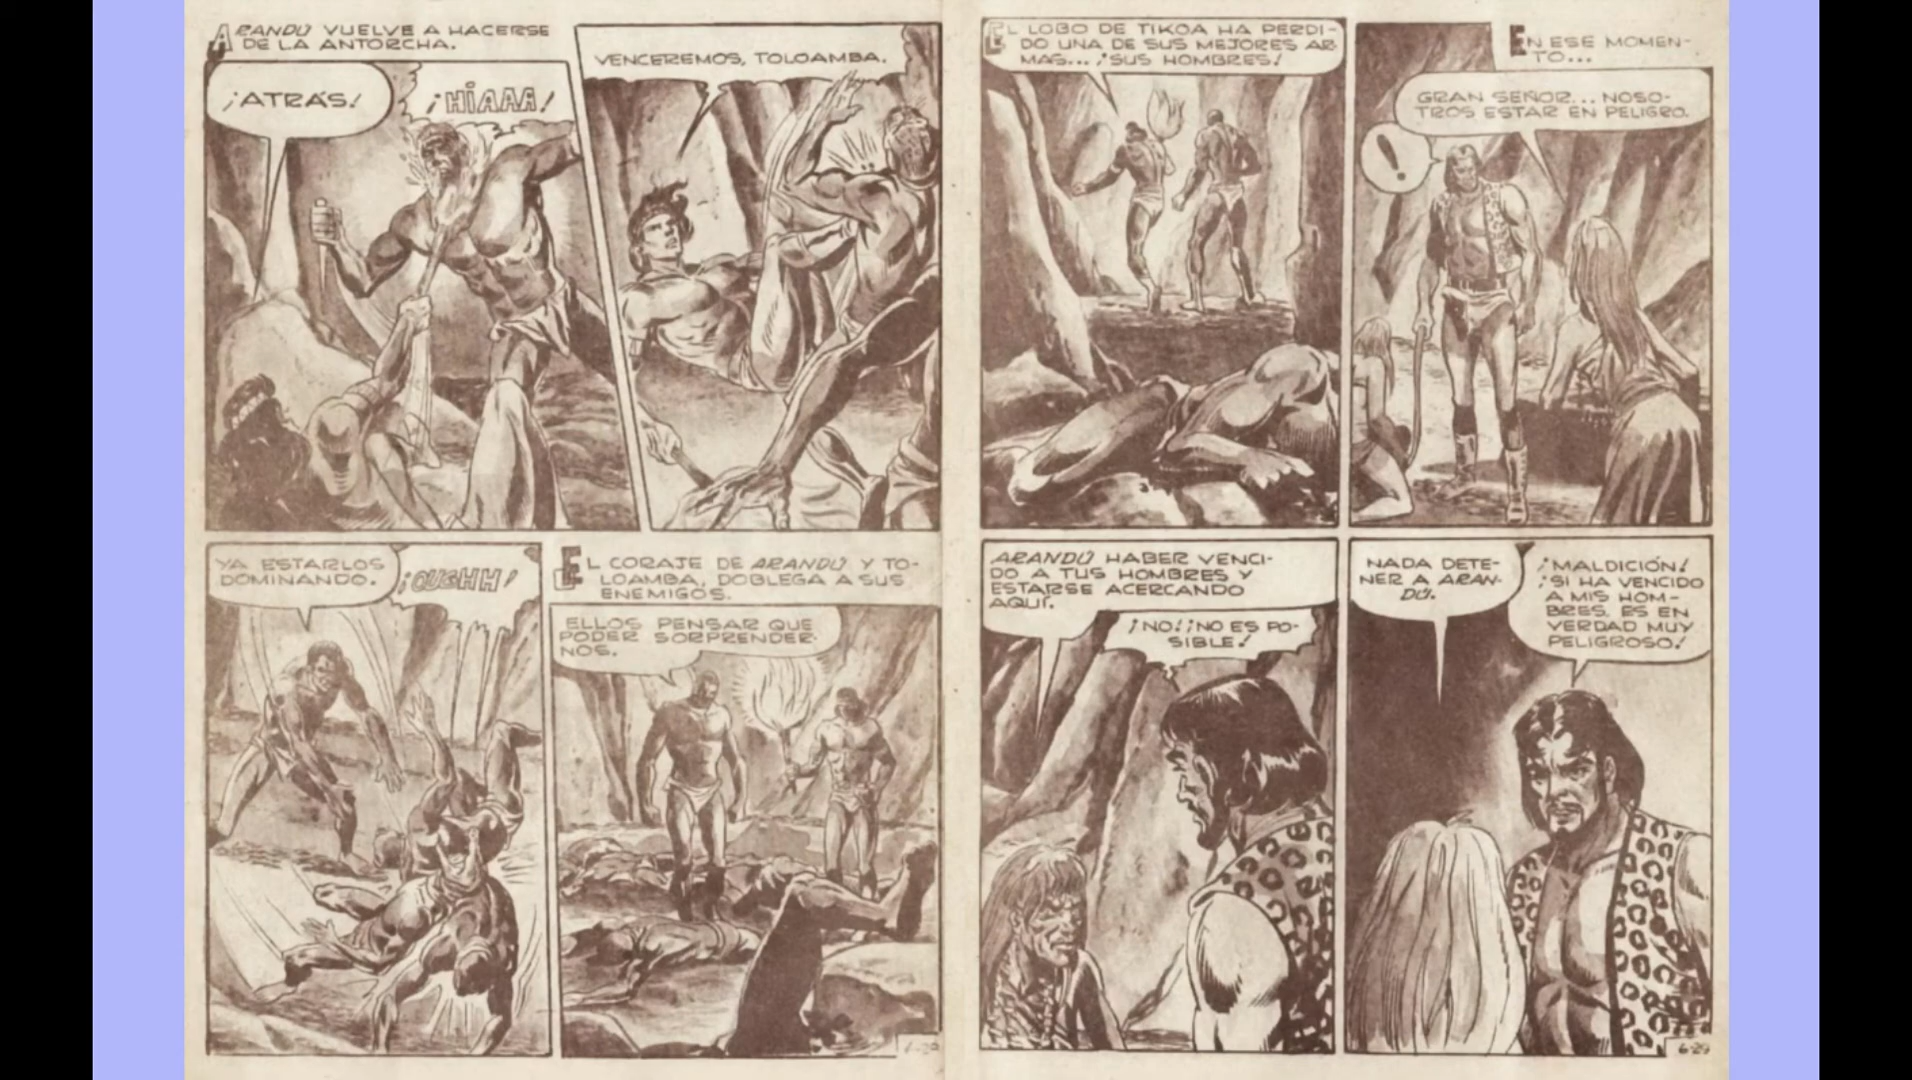 ARANDÚ VUELVE A HACERSE
DE LA ANTORCHA.
¡ATRÁS!
¡HIAAA!
VENCEREMOS, TOLOAMBA.
YA ESTARLOS
DOMINANDO.
¡OUGHH!
EL CORAJE DE ARANDÚ Y TO-
LOAMBA, DOBLEGA A SUS
ENEMIGOS.
ELLOS PENSAR QUE
PODER SORPRENDER-
NOS.
EL LOBO DE TIKOA HA PERDI-
DO UNA DE SUS MEJORES AR-
MAS... ¡SUS HOMBRES!
EN ESE MOMEN-
TO...
GRAN SEÑOR... NOSO-
TROS ESTAR EN PELIGRO.
!
ARANDÚ HABER VENCI-
DO A TUS HOMBRES Y
ESTARSE ACERCANDO
AQUÍ.
¡NO! ¡NO ES PO-
SIBLE!
NADA DETE-
NER A ARAN-
DÚ.
¡MALDICIÓN!
¡SI HA VENCIDO
A MIS HOM-
BRES, ES EN
VERDAD MUY
PELIGROSO!
6-29